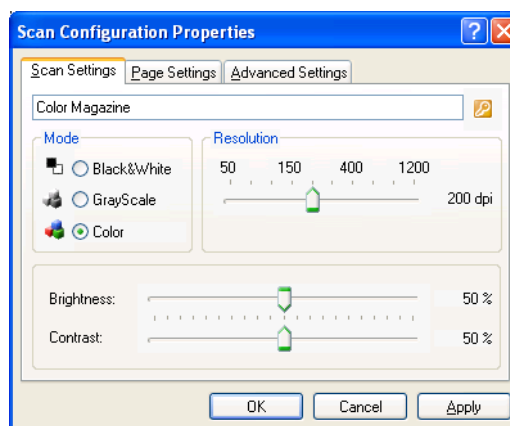 Scan Configuration Properties
?
Scan Settings Page Settings Advanced Settings
Color Magazine
Mode
Resolution
Black&White
GrayScale
Color
50 150 400 1200
200 dpi
Brightness: 50 %
Contrast: 50 %
OK Cancel Apply